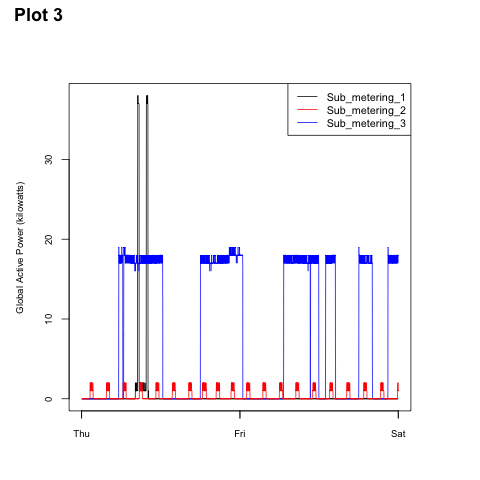 Plot 3
Sub_metering_1
Sub_metering_2
Sub_metering_3
Global Active Power (kilowatts)
30
20
10
0
Thu
Fri
Sat